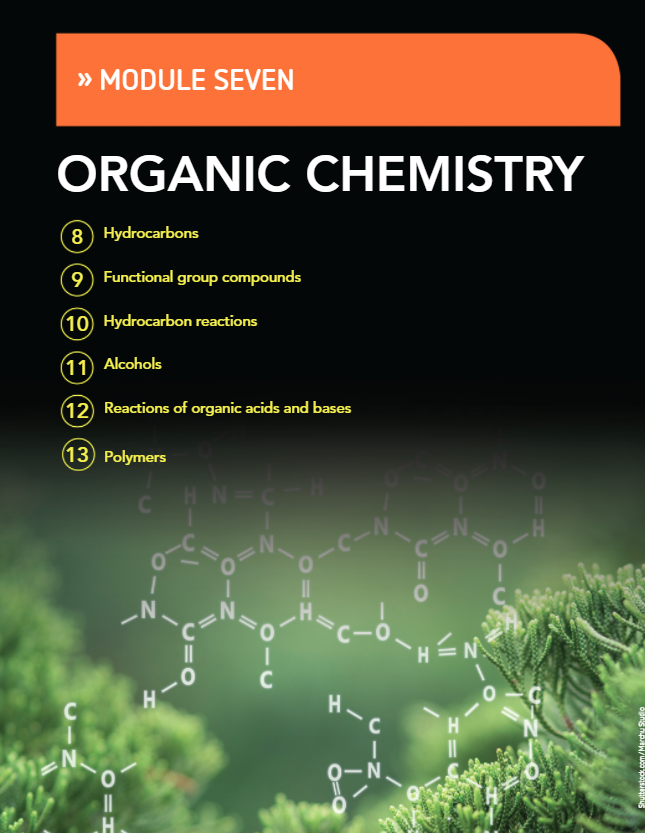 » MODULE SEVEN
ORGANIC CHEMISTRY
8 Hydrocarbons
9 Functional group compounds
10 Hydrocarbon reactions
11 Alcohols
12 Reactions of organic acids and bases
13 Polymers
Shutterstock.com/Marchu Studio